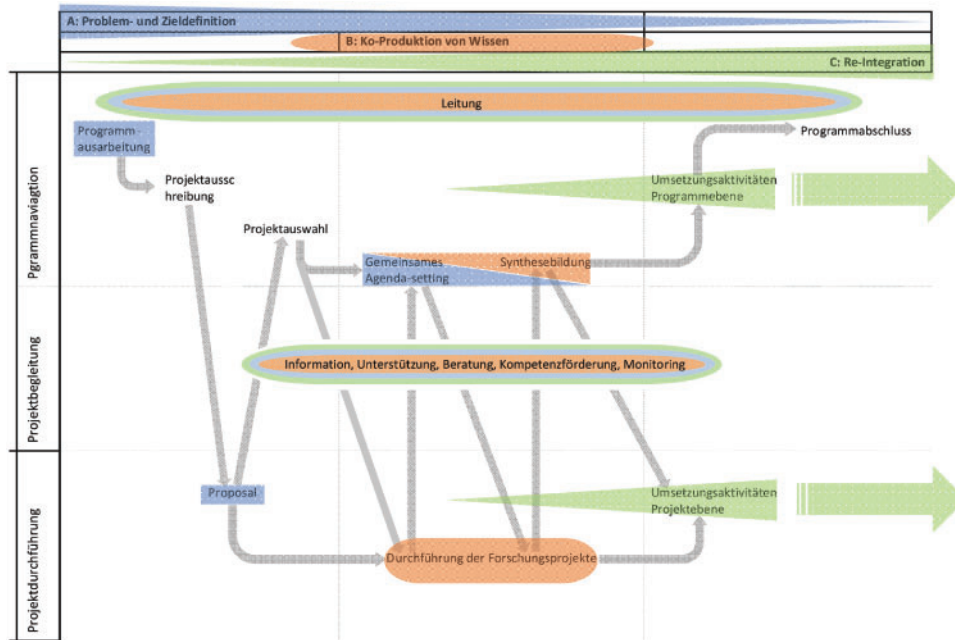 A: Problem- und Zieldefinition
B: Ko-Produktion von Wissen
C: Re-Integration
Leitung
Programm-
ausarbeitung
Programmabschluss
Projektaussc
hreibung
Umsetzungsaktivitäten
Programmebene
Projektauswahl
Gemeinsames
Agenda-setting
Synthesebildung
Pgrammnaviagtion
Information, Unterstützung, Beratung, Kompetenzförderung, Monitoring
Projektbegleitung
Proposal
Umsetzungsaktivitäten
Projektebene
Durchführung der Forschungsprojekte
Projektdurchführung